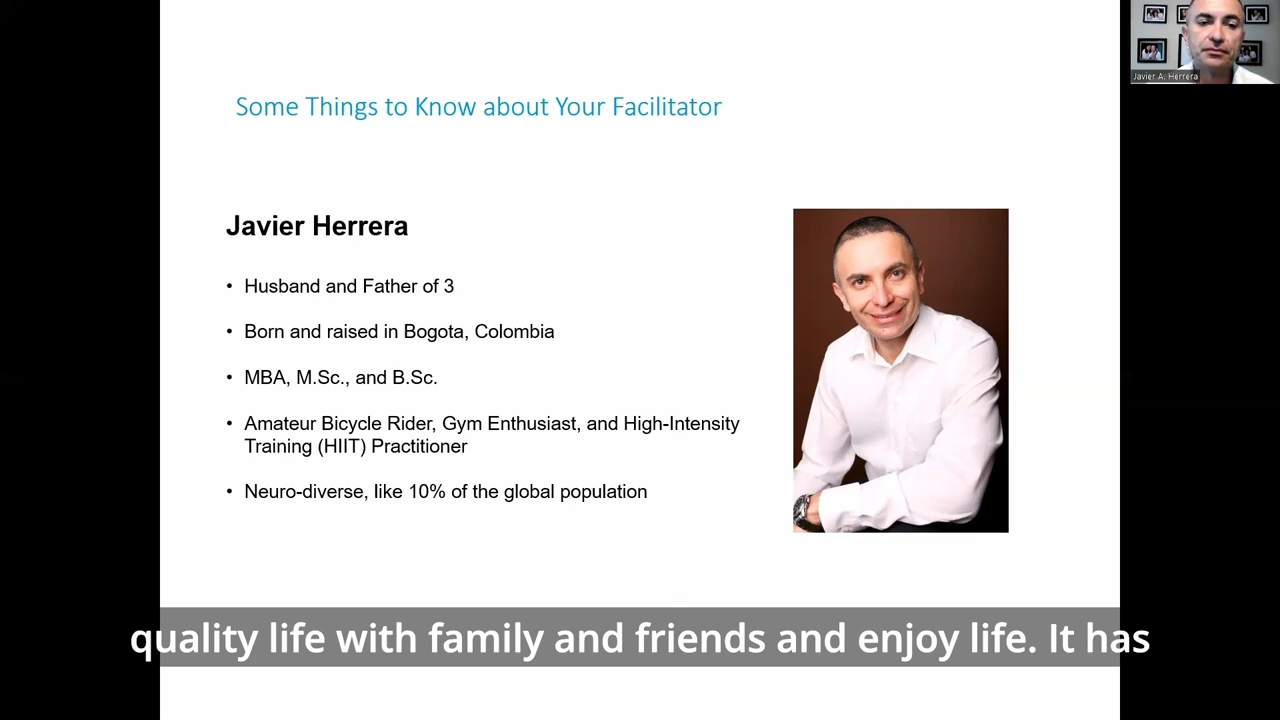 Javier A. Herrera
Some Things to Know about Your Facilitator
Javier Herrera
• Husband and Father of 3
• Born and raised in Bogota, Colombia
• MBA, M.Sc., and B.Sc.
• Amateur Bicycle Rider, Gym Enthusiast, and High-Intensity
Training (HIIT) Practitioner
• Neuro-diverse, like 10% of the global population
quality life with family and friends and enjoy life. It has